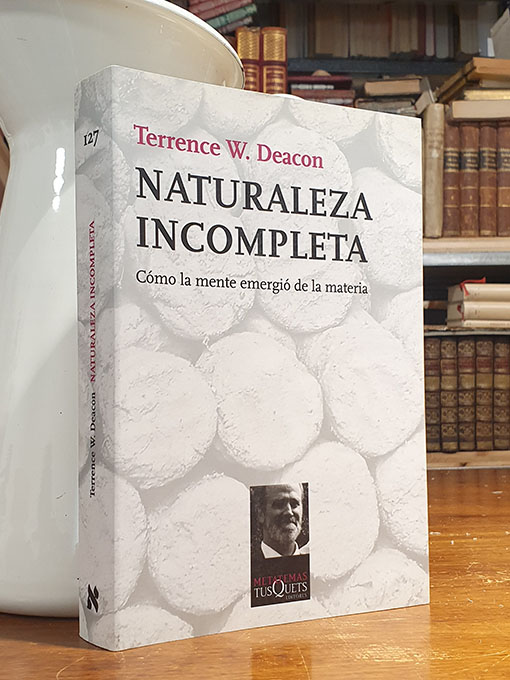 Terrence W. Deacon
NATURALEZA
INCOMPLETA
Cómo la mente emergió de la materia
METATEMAS
TUSQUETS
EDITORES
127
Terrence W. Deacon NATURALEZA INCOMPLETA
א